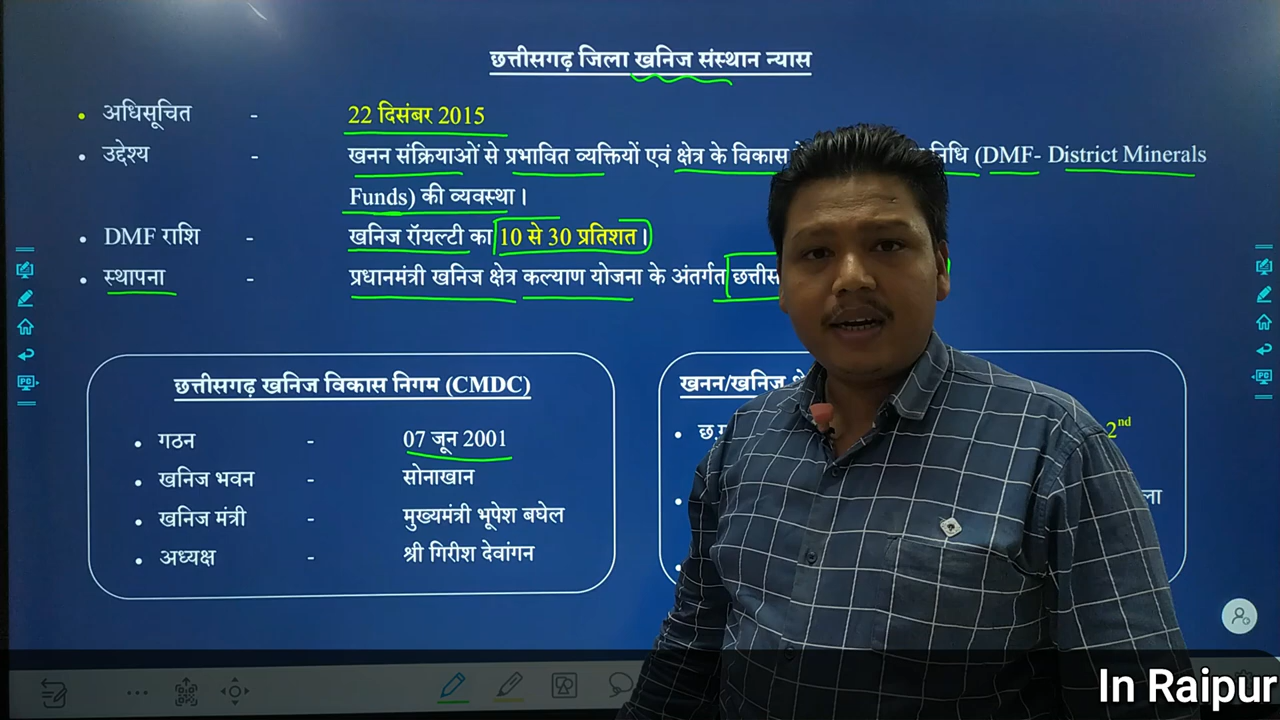 छत्तीसगढ़ जिला खनिज संस्थान न्यास
• अधिसूचित - 22 दिसंबर 2015
• उद्देश्य - खनन संक्रियाओं से प्रभावित व्यक्तियों एवं क्षेत्र के विकास निधि (DMF- District Minerals
Funds) की व्यवस्था।
• DMF राशि - खनिज रॉयल्टी का 10 से 30 प्रतिशत।
• स्थापना - प्रधानमंत्री खनिज क्षेत्र कल्याण योजना के अंतर्गत
छत्तीसगढ़ खनिज विकास निगम (CMDC)
• गठन - 07 जून 2001
• खनिज भवन - सोनाखान
• खनिज मंत्री - मुख्यमंत्री भूपेश बघेल
• अध्यक्ष - श्री गिरीश देवांगन
खनन/खनिज
2nd
In Raipur